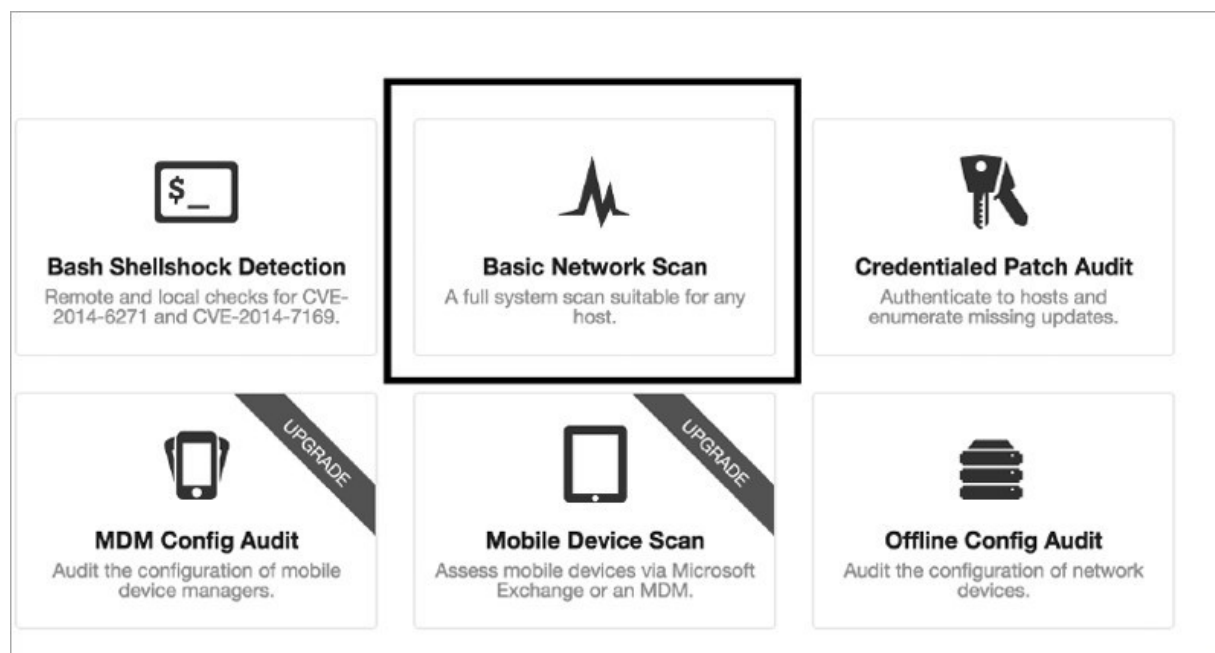 $_
Bash Shellshock Detection
Remote and local checks for CVE-
2014-6271 and CVE-2014-7169.
Basic Network Scan
A full system scan suitable for any
host.
Credentialed Patch Audit
Authenticate to hosts and
enumerate missing updates.
UPGRADE
MDM Config Audit
Audit the configuration of mobile
device managers.
UPGRADE
Mobile Device Scan
Assess mobile devices via Microsoft
Exchange or an MDM.
Offline Config Audit
Audit the configuration of network
devices.